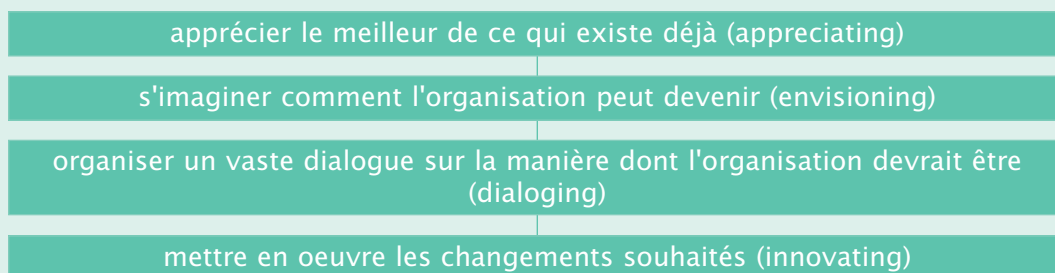 apprécier le meilleur de ce qui existe déjà (appreciating)
s'imaginer comment l'organisation peut devenir (envisioning)
organiser un vaste dialogue sur la manière dont l'organisation devrait être
(dialoging)
mettre en oeuvre les changements souhaités (innovating)